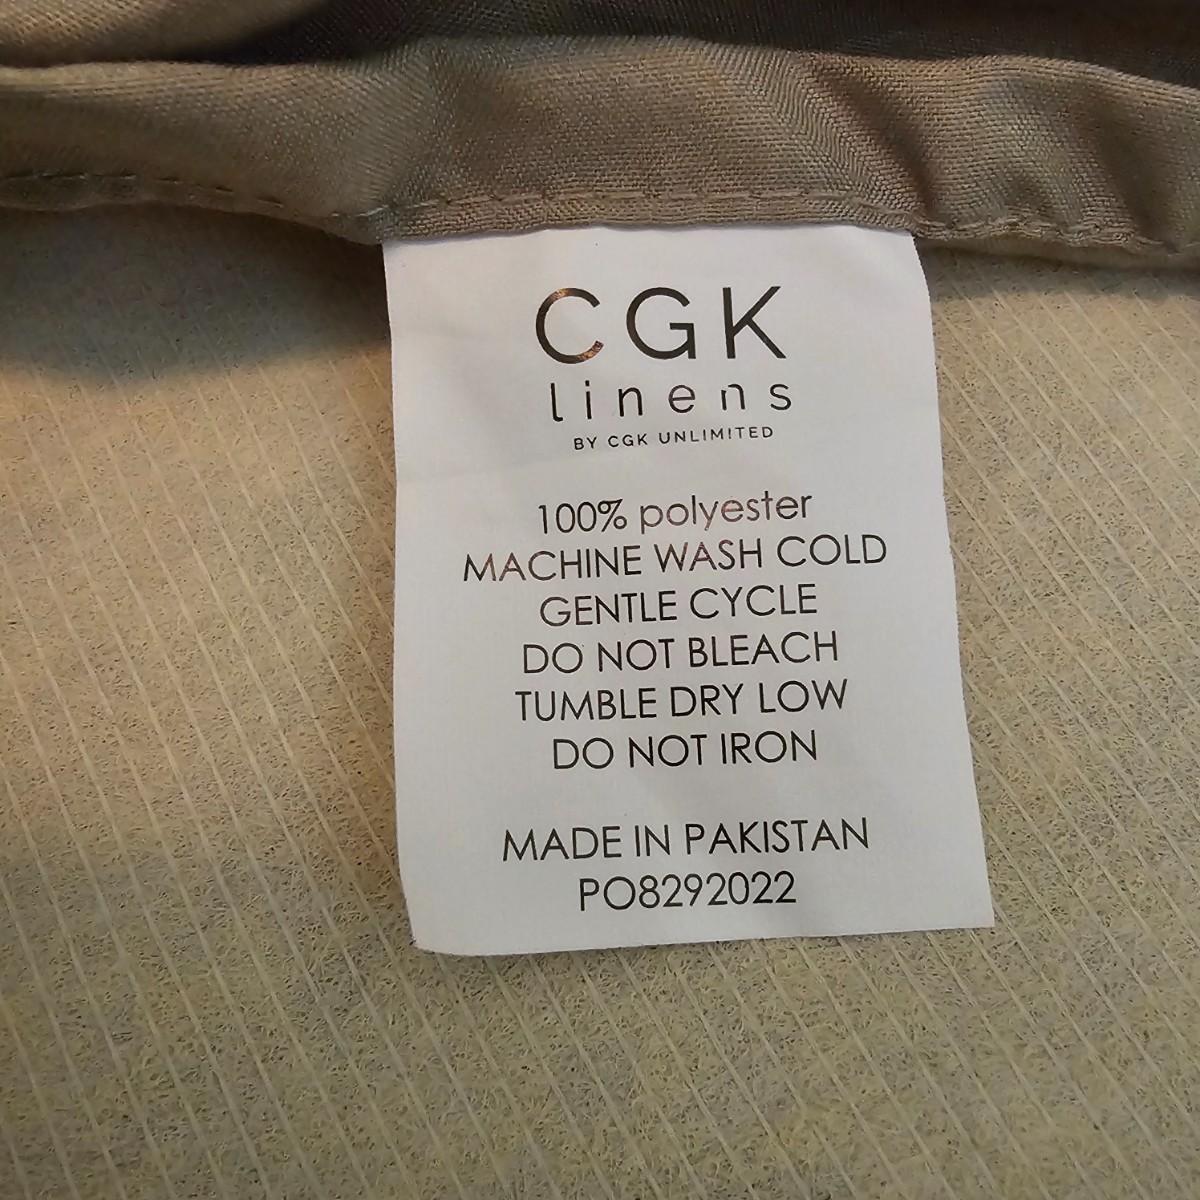 CGK
linens
BY CGK UNLIMITED
100% polyester
MACHINE WASH COLD
GENTLE CYCLE
DO NOT BLEACH
TUMBLE DRY LOW
DO NOT IRON
MADE IN PAKISTAN
PO8292022